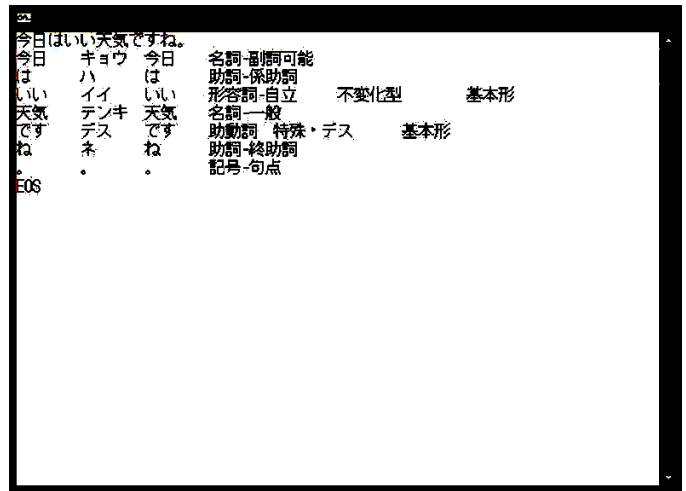 今日はいい天気ですね。
今日	キョウ	今日	名詞-副詞可能
は	ハ	は	助詞-係助詞
いい	イイ	いい	形容詞-自立	不変化型	基本形
天気	テンキ	天気	名詞-一般
です	デス	です	助動詞	特殊・デス	基本形
ね	ネ	ね	助詞-終助詞
。	。	。	記号-句点
EOS